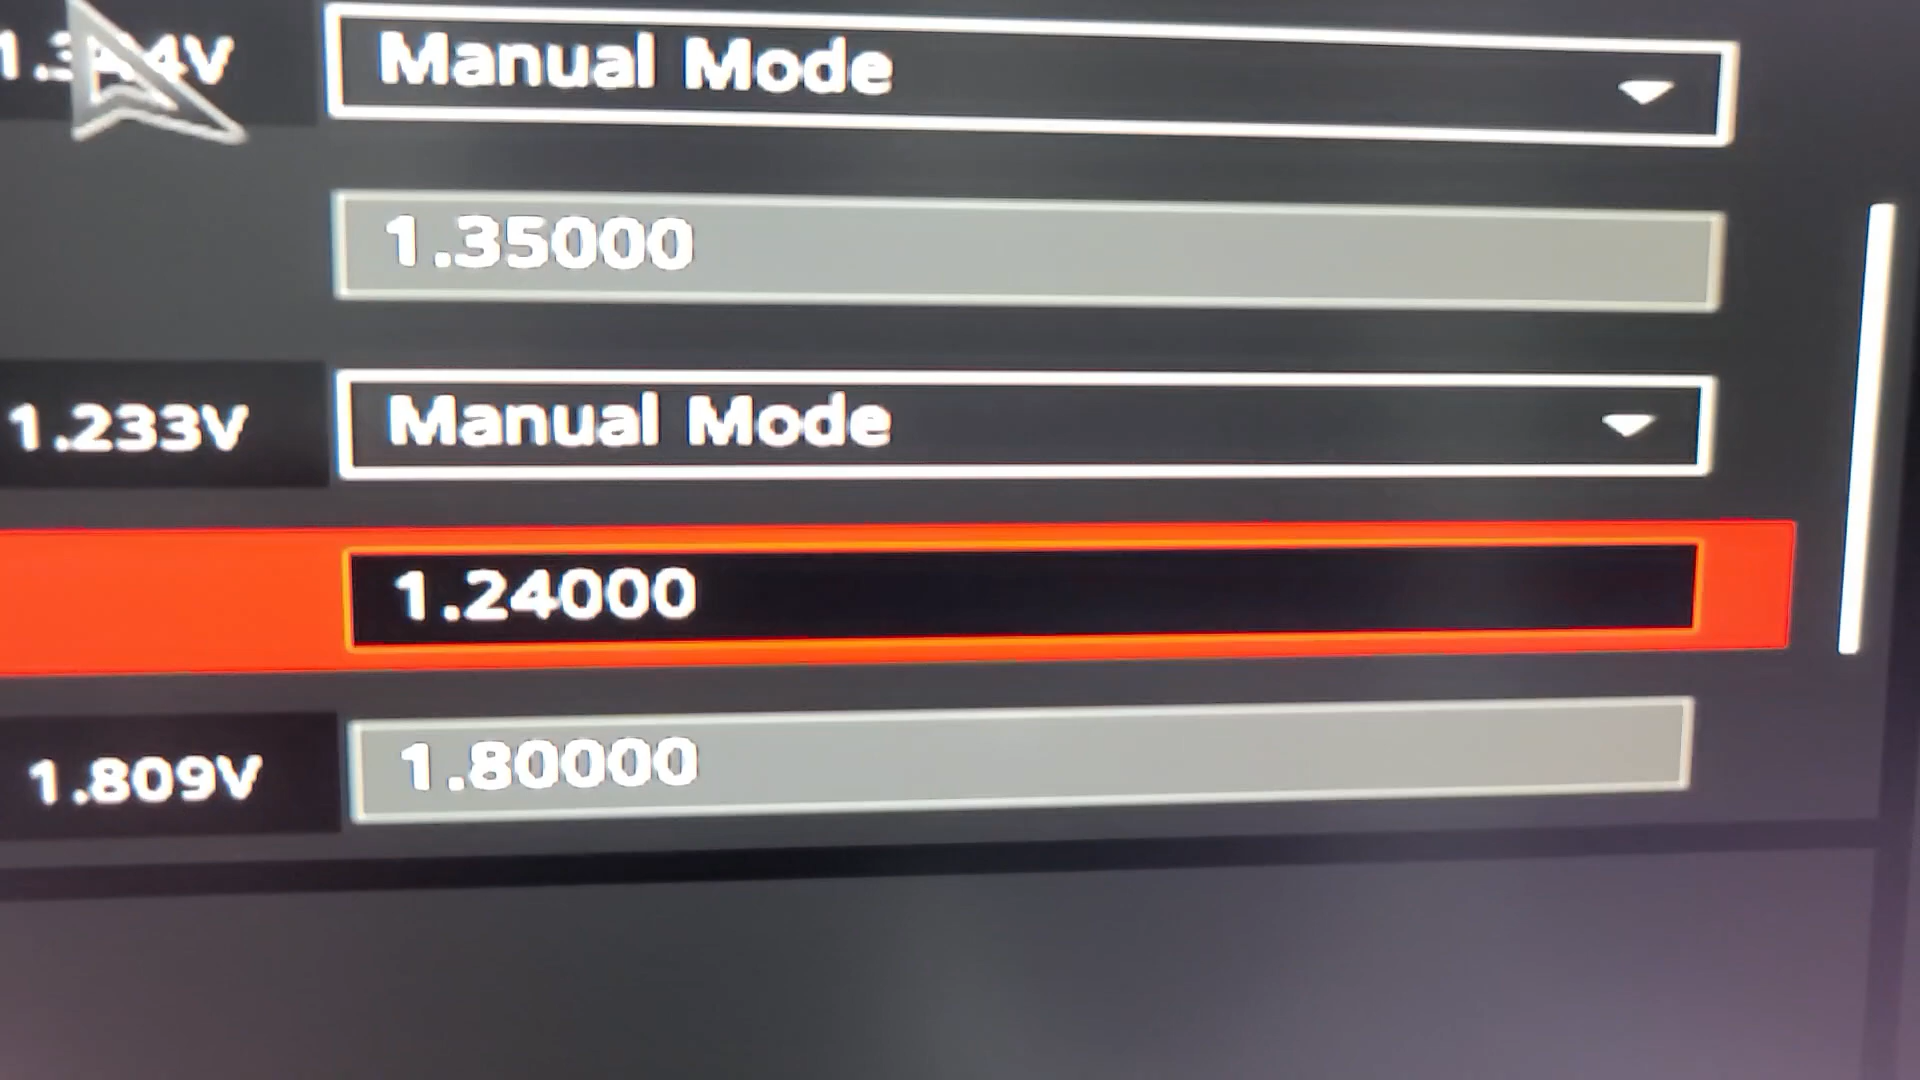 Manual Mode
1.35000
1.233V Manual Mode
1.24000
1.809V 1.80000